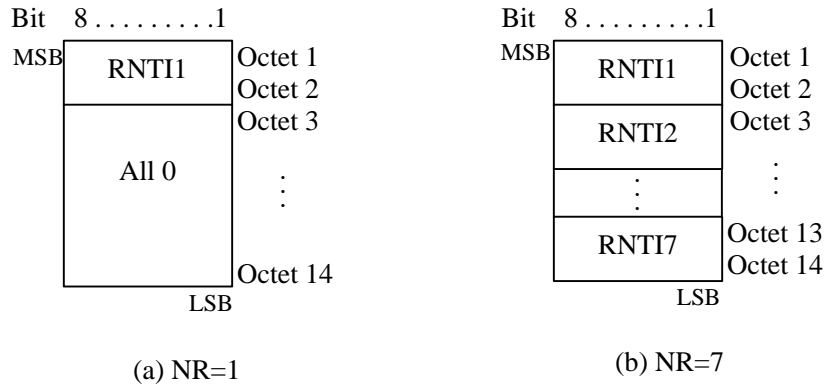 Bit 8 . . . . . . . . .1
MSB
RNTI1
Octet 1
Octet 2
Octet 3
All 0
⋮
Octet 14
LSB
(a) NR=1
Bit 8 . . . . . . . . .1
MSB
RNTI1
Octet 1
Octet 2
RNTI2
Octet 3
⋮
⋮
RNTI7
Octet 13
Octet 14
LSB
(b) NR=7